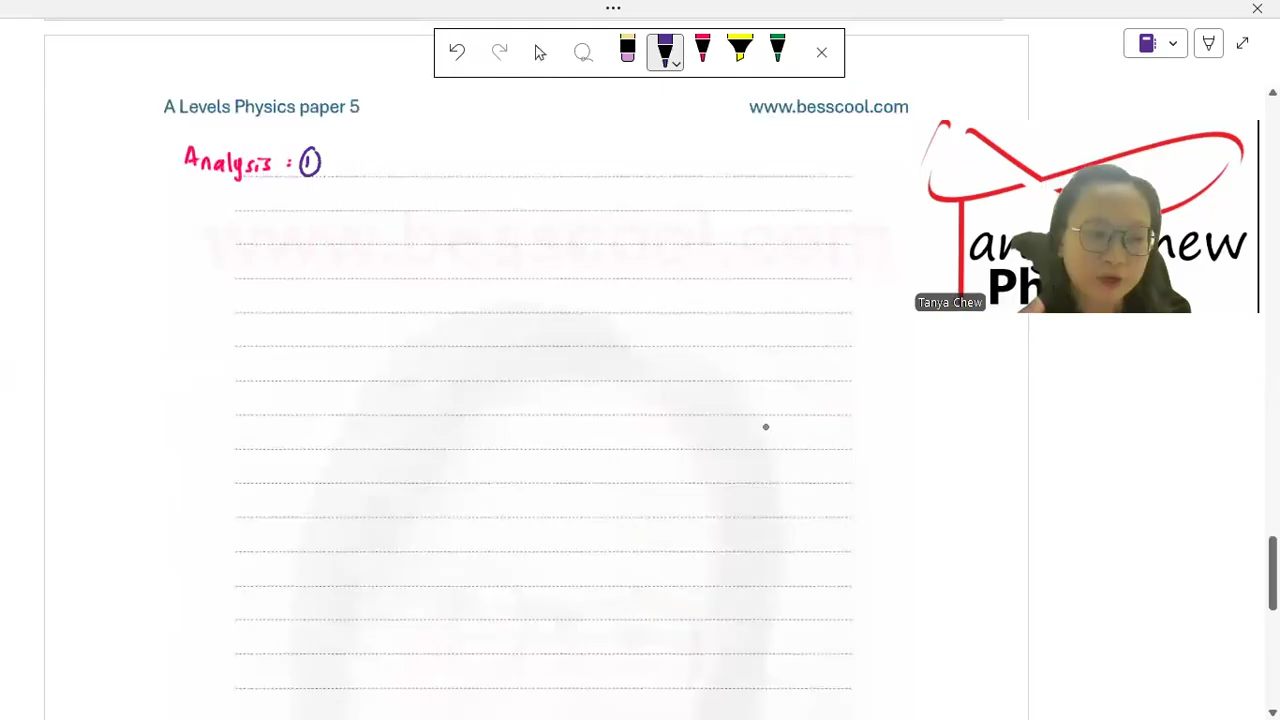 A Levels Physics paper 5
www.besscool.com
Analysis : ①
Tanya Chew